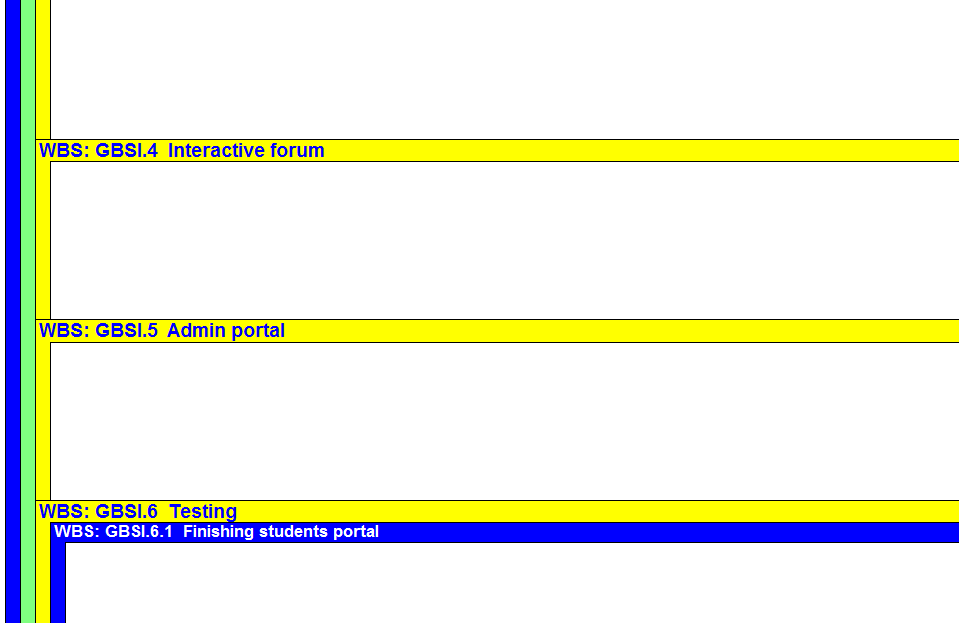 WBS: GBSI.4  Interactive forum
WBS: GBSI.5  Admin portal
WBS: GBSI.6  Testing
WBS: GBSI.6.1  Finishing students portal